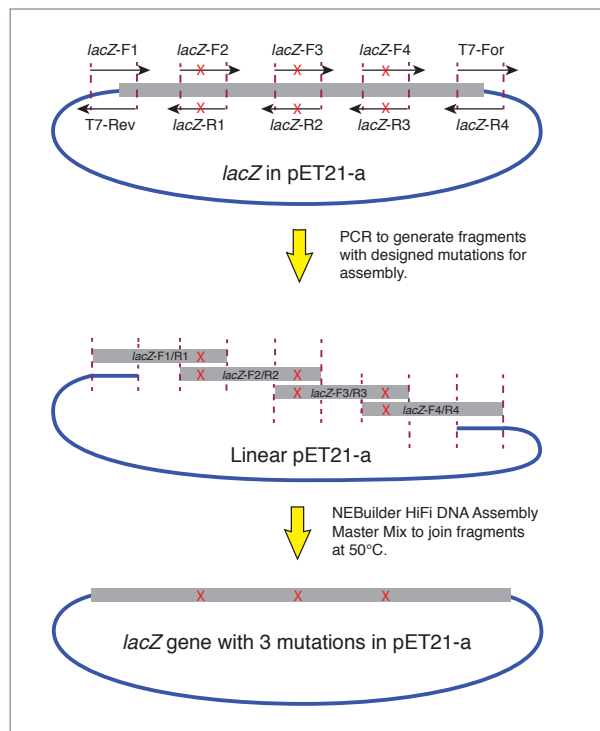 lacZ-F1 lacZ-F2 lacZ-F3 lacZ-F4 T7-For
X X X
X X X
T7-Rev lacZ-R1 lacZ-R2 lacZ-R3 lacZ-R4
lacZ in pET21-a
PCR to generate fragments
with designed mutations for
assembly.
lacZ-F1/R1 X
X lacZ-F2/R2 X
X lacZ-F3/R3 X
X lacZ-F4/R4
Linear pET21-a
NEBuilder HiFi DNA Assembly
Master Mix to join fragments
at 50°C.
X X X
lacZ gene with 3 mutations in pET21-a